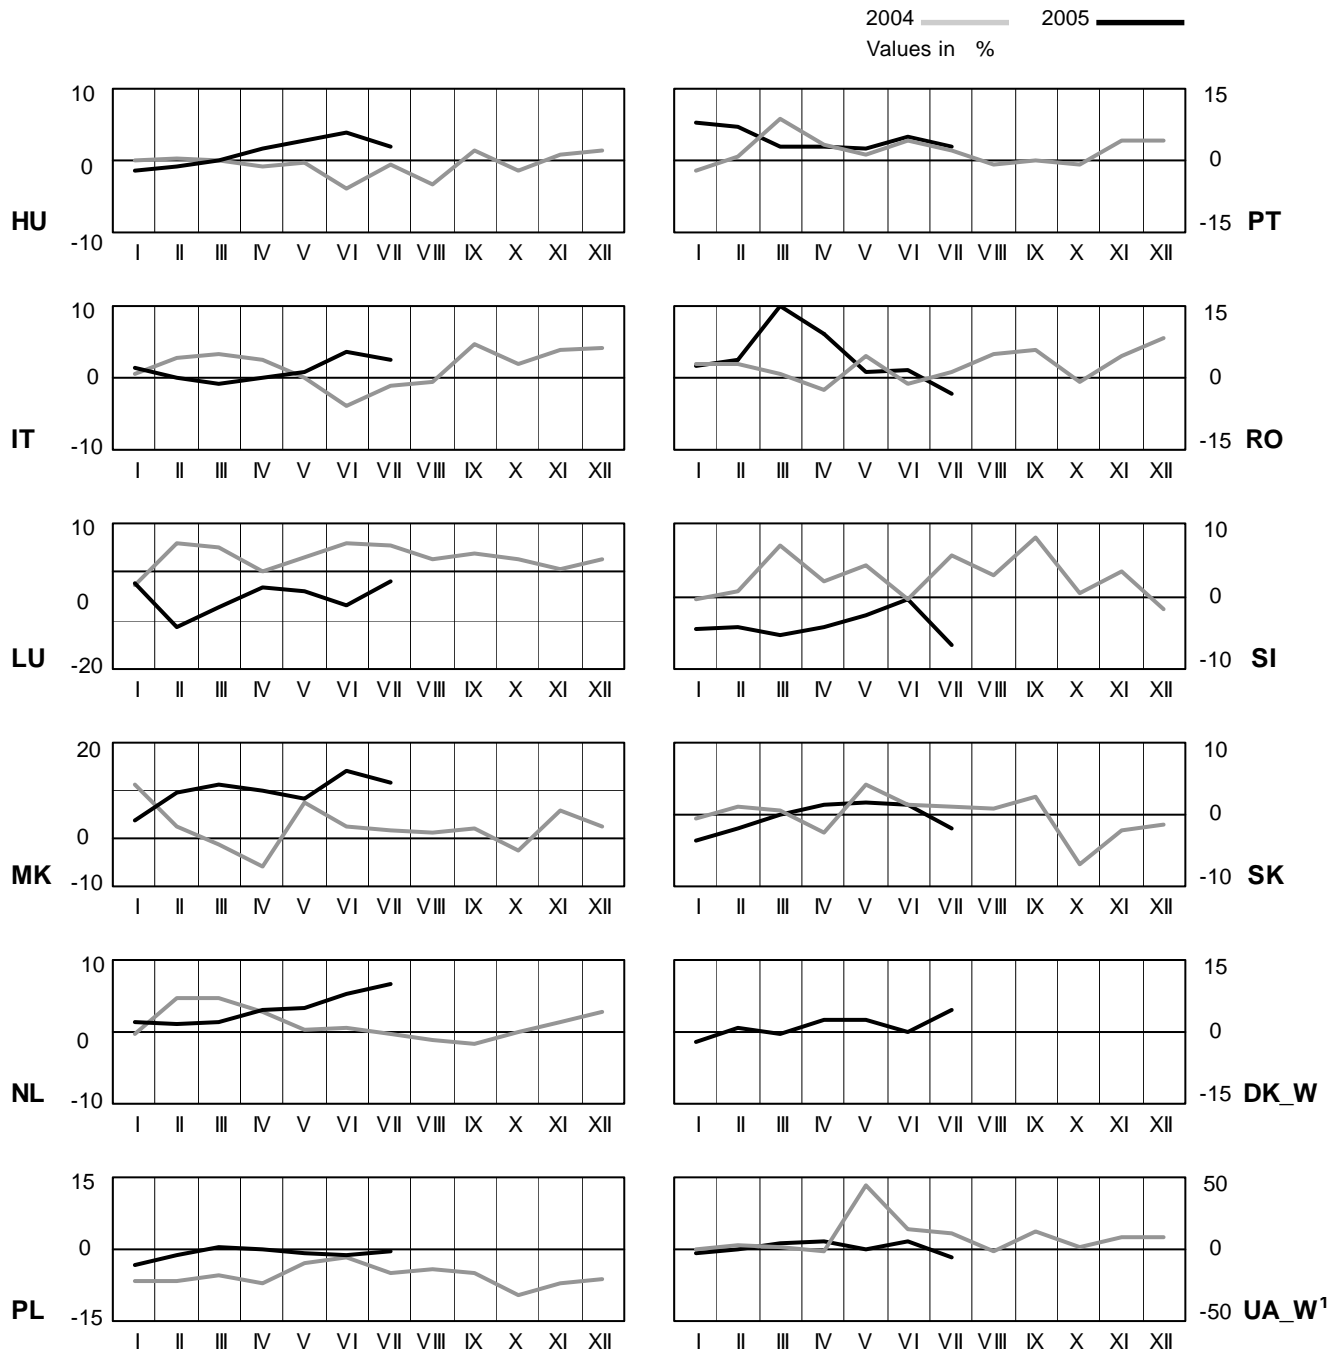 2004 2005
Values in %
10
0
HU
-10
I II III IV V VI VII VIII IX X XI XII
15
0
-15 PT
I II III IV V VI VII VIII IX X XI XII
10
0
IT
-10
I II III IV V VI VII VIII IX X XI XII
15
0
-15 RO
I II III IV V VI VII VIII IX X XI XII
10
0
LU
-20
I II III IV V VI VII VIII IX X XI XII
10
0
-10 SI
I II III IV V VI VII VIII IX X XI XII
20
0
MK -10
I II III IV V VI VII VIII IX X XI XII
10
0
-10 SK
I II III IV V VI VII VIII IX X XI XII
10
0
NL -10
I II III IV V VI VII VIII IX X XI XII
15
0
-15 DK_W
I II III IV V VI VII VIII IX X XI XII
15
0
PL -15
I II III IV V VI VII VIII IX X XI XII
50
0
-50 UA_W¹
I II III IV V VI VII VIII IX X XI XII